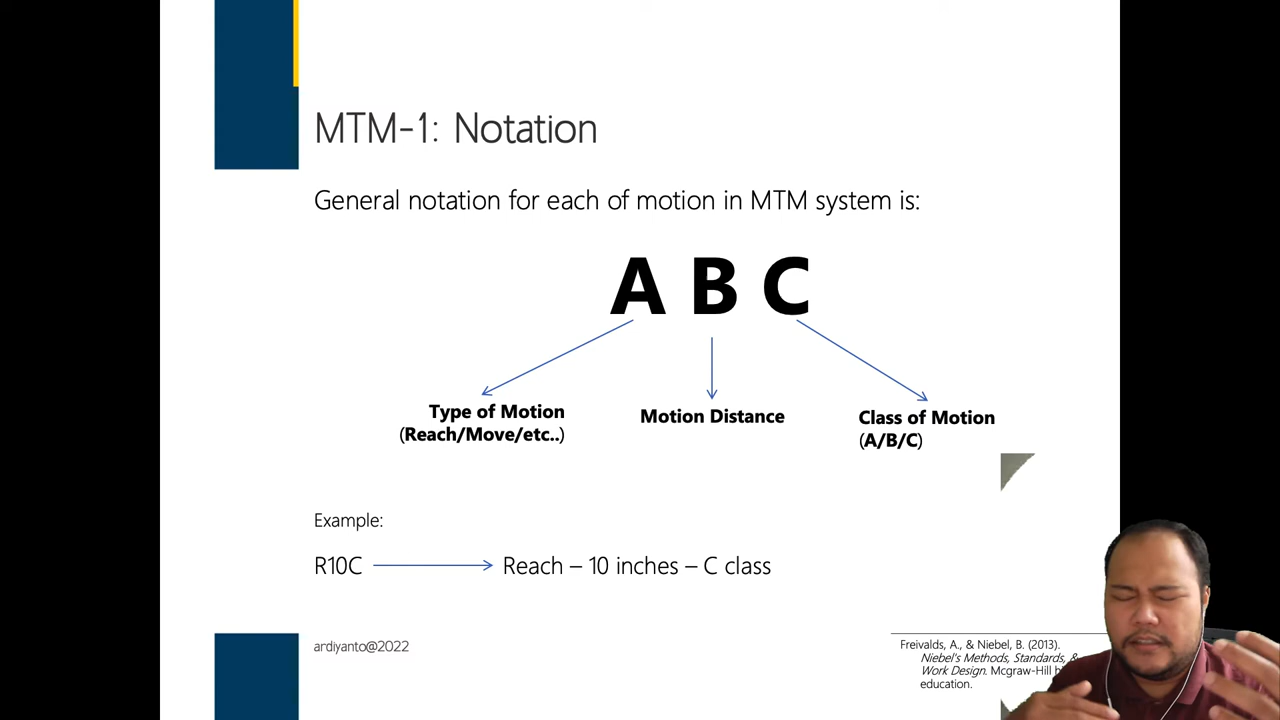 MTM-1: Notation
General notation for each of motion in MTM system is:
A B C
Type of Motion
(Reach/Move/etc..)
Motion Distance
Class of Motion
(A/B/C)
Example:
R10C
Reach – 10 inches – C class
ardiyanto@2022
Freivalds, A., & Niebel, B. (2013).
Niebel's Methods, Standards, &
Work Design. Mcgraw-Hill
education.